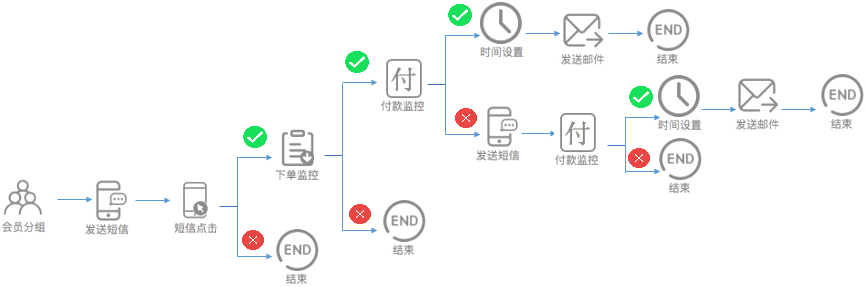 会员分组
发送短信
短信点击
下单监控
END
结束
付
付款监控
END
结束
时间设置
发送邮件
END
结束
发送短信
付
付款监控
时间设置
发送邮件
END
结束
END
结束